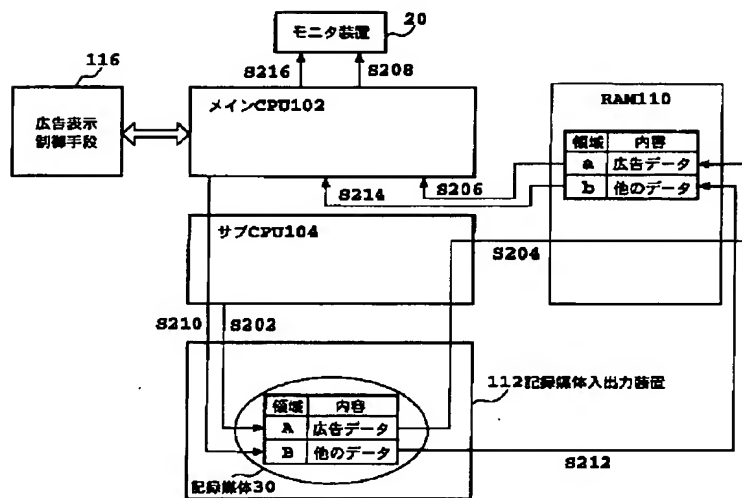 20
モニタ装置
116
S216
S208
メインCPU102
RAM110
広告表示
制御手段
領域 内容
a 広告データ
b 他のデータ
S206
S214
サブCPU104
S204
S210
S202
112記録媒体入出力装置
領域 内容
A 広告データ
B 他のデータ
S212
記録媒体30